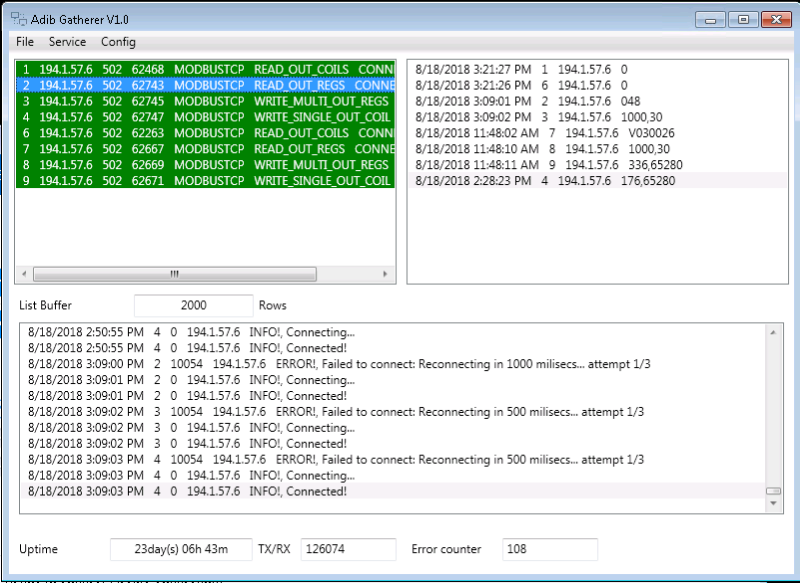 Adib Gatherer V1.0
File Service Config
1 194.1.57.6 502 62468 MODBUSTCP READ_OUT_COILS CONN
2 194.1.57.6 502 62743 MODBUSTCP READ_OUT_REGS CONNE
3 194.1.57.6 502 62745 MODBUSTCP WRITE_MULTI_OUT_REGS
4 194.1.57.6 502 62747 MODBUSTCP WRITE_SINGLE_OUT_COIL
6 194.1.57.6 502 62263 MODBUSTCP READ_OUT_COILS CONN
7 194.1.57.6 502 62667 MODBUSTCP READ_OUT_REGS CONNE
8 194.1.57.6 502 62669 MODBUSTCP WRITE_MULTI_OUT_REGS
9 194.1.57.6 502 62671 MODBUSTCP WRITE_SINGLE_OUT_COIL
8/18/2018 3:21:27 PM 1 194.1.57.6 0
8/18/2018 3:21:26 PM 6 194.1.57.6 0
8/18/2018 3:09:01 PM 2 194.1.57.6 048
8/18/2018 3:09:02 PM 3 194.1.57.6 1000,30
8/18/2018 11:48:02 AM 7 194.1.57.6 V030026
8/18/2018 11:48:10 AM 8 194.1.57.6 1000,30
8/18/2018 11:48:11 AM 9 194.1.57.6 336,65280
8/18/2018 2:28:23 PM 4 194.1.57.6 176,65280
List Buffer 2000 Rows
8/18/2018 2:50:55 PM 4 0 194.1.57.6 INFO!, Connecting...
8/18/2018 2:50:55 PM 4 0 194.1.57.6 INFO!, Connected!
8/18/2018 3:09:00 PM 2 10054 194.1.57.6 ERROR!, Failed to connect: Reconnecting in 1000 milisecs... attempt 1/3
8/18/2018 3:09:01 PM 2 0 194.1.57.6 INFO!, Connecting...
8/18/2018 3:09:01 PM 2 0 194.1.57.6 INFO!, Connected!
8/18/2018 3:09:02 PM 3 10054 194.1.57.6 ERROR!, Failed to connect: Reconnecting in 500 milisecs... attempt 1/3
8/18/2018 3:09:02 PM 3 0 194.1.57.6 INFO!, Connecting...
8/18/2018 3:09:02 PM 3 0 194.1.57.6 INFO!, Connected!
8/18/2018 3:09:03 PM 4 10054 194.1.57.6 ERROR!, Failed to connect: Reconnecting in 500 milisecs... attempt 1/3
8/18/2018 3:09:03 PM 4 0 194.1.57.6 INFO!, Connecting...
8/18/2018 3:09:03 PM 4 0 194.1.57.6 INFO!, Connected!
Uptime 23day(s) 06h 43m TX/RX 126074 Error counter 108